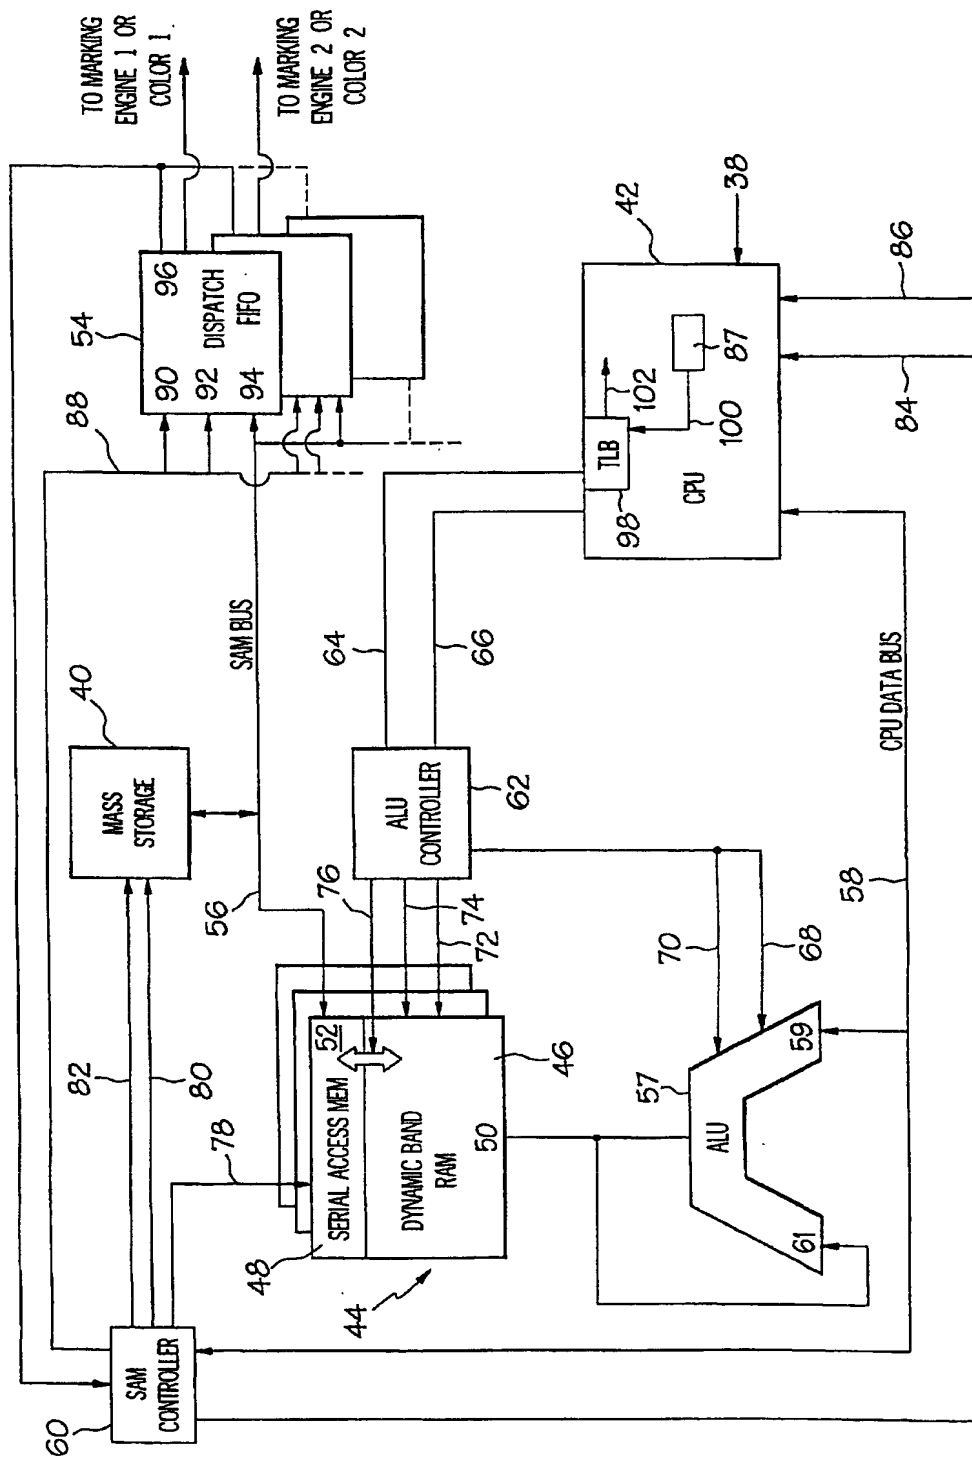 TO MARKING
ENGINE 1 OR
COLOR 1
TO MARKING
ENGINE 2 OR
COLOR 2
54
88
90
92
94
96
DISPATCH
FIFO
42
38
40
MASS
STORAGE
SAM BUS
56
82
80
78
60
SAM
CONTROLLER
52
SERIAL ACCESS MEM
48
DYNAMIC BAND
RAM
50
46
44
76
74
72
ALU
CONTROLLER
62
64
66
TLB
98
102
100
87
CPU
86
84
70
68
57
ALU
59
61
58
CPU DATA BUS